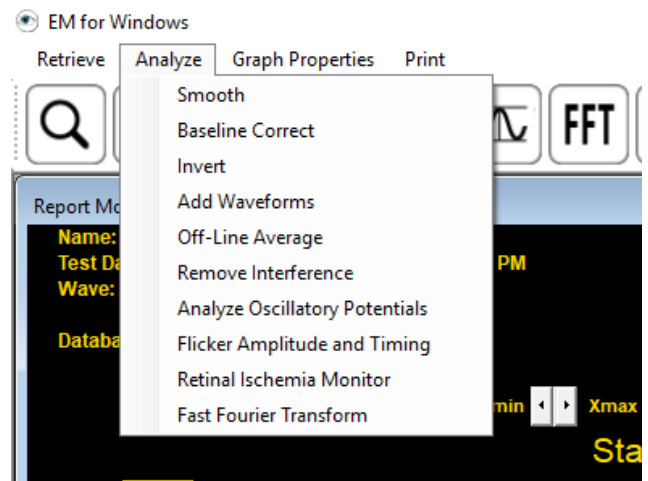 EM for Windows
Retrieve Analyze Graph Properties Print
Smooth
Baseline Correct
Invert
Add Waveforms
Off-Line Average
Remove Interference
Analyze Oscillatory Potentials
Flicker Amplitude and Timing
Retinal Ischemia Monitor
Fast Fourier Transform
FFT
Report Mo
Name:
Test Da PM
Wave:
Databa
min Xmax
Sta